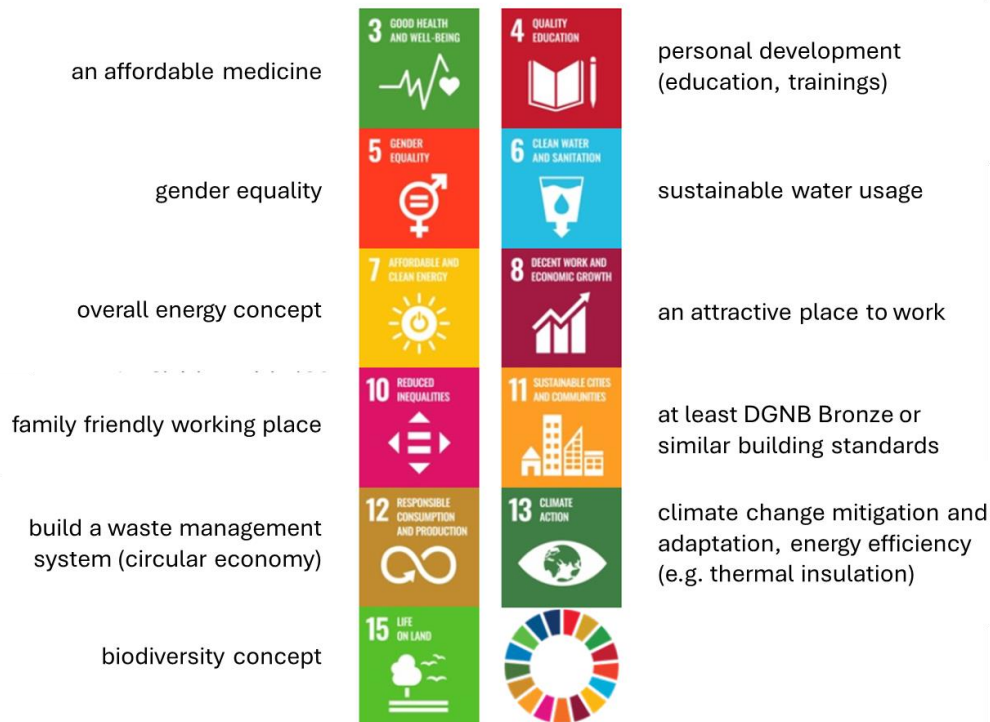 an affordable medicine
3 GOOD HEALTH
AND WELL-BEING
4 QUALITY
EDUCATION
personal development
(education, trainings)
gender equality
5 GENDER
EQUALITY
6 CLEAN WATER
AND SANITATION
sustainable water usage
overall energy concept
7 AFFORDABLE AND
CLEAN ENERGY
8 DECENT WORK AND
ECONOMIC GROWTH
an attractive place to work
family friendly working place
10 REDUCED
INEQUALITIES
11 SUSTAINABLE CITIES
AND COMMUNITIES
at least DGNB Bronze or
similar building standards
build a waste management
system (circular economy)
12 RESPONSIBLE
CONSUMPTION
AND PRODUCTION
13 CLIMATE
ACTION
climate change mitigation and
adaptation, energy efficiency
(e.g. thermal insulation)
biodiversity concept
15 LIFE
ON LAND